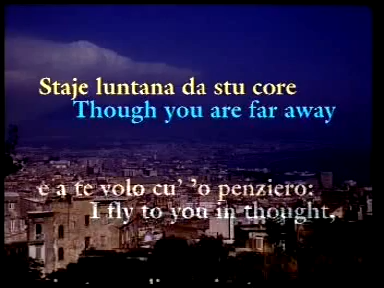 Staje luntana da stu core
Though you are far away
e a te volo cu' 'o penziero:
I fly to you in thought,